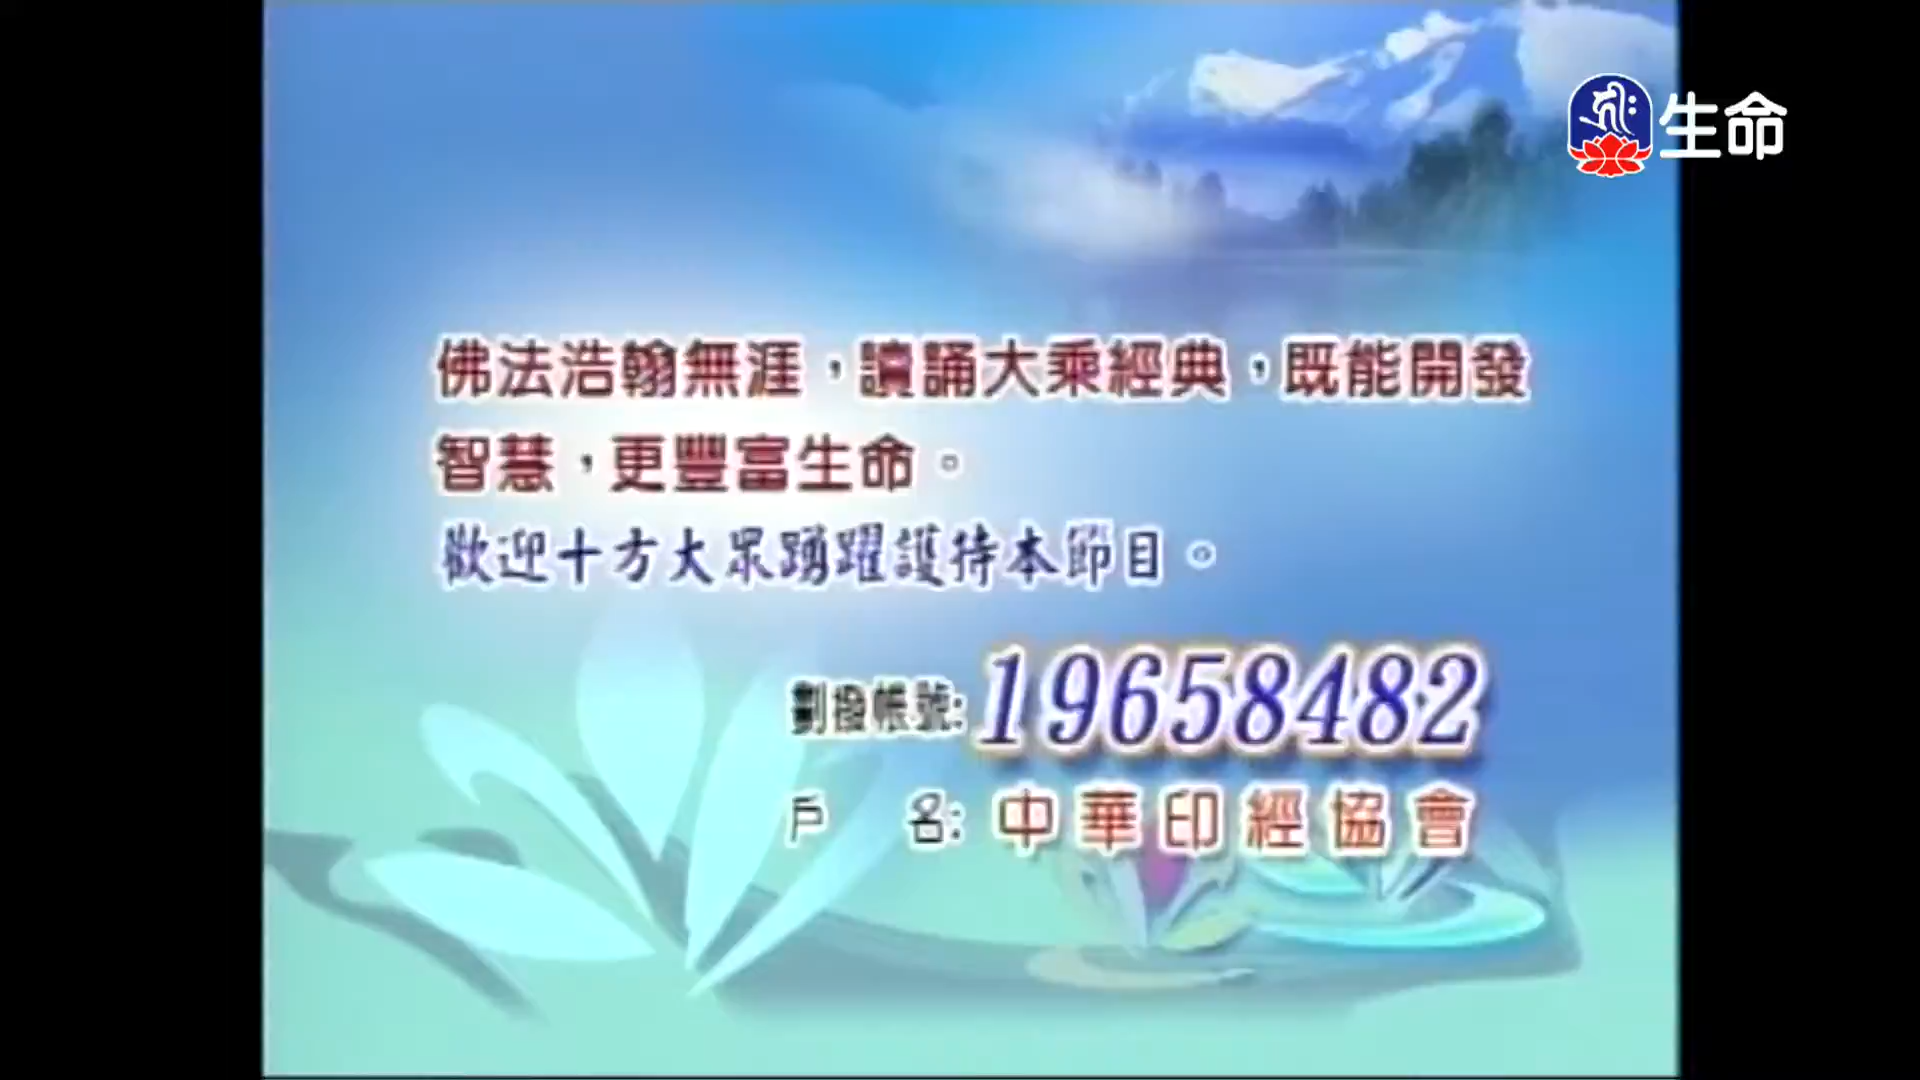 生命
佛法浩翰無涯，讀誦大乘經典，既能開發
智慧，更豐富生命。
歡迎十方大眾踴躍護持本節目。
劃撥帳號:19658482
戶 名:中華印經協會